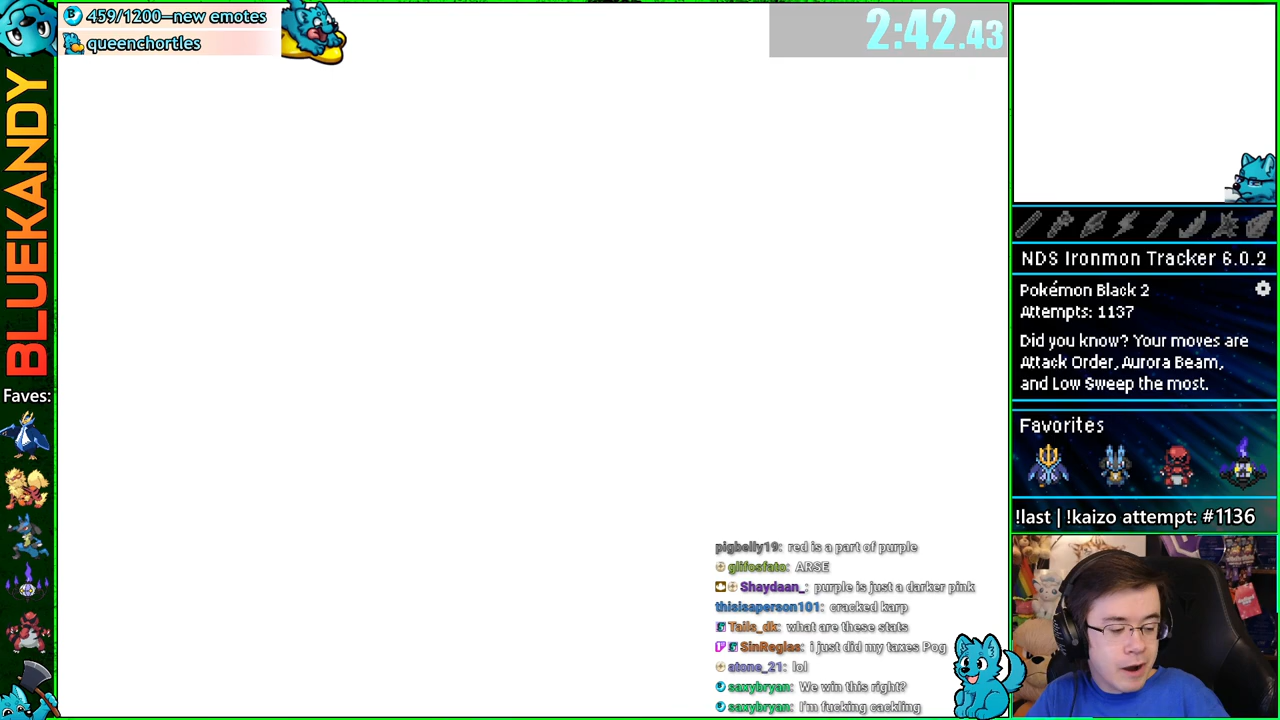 459/1200–new emotes
queenchortles
2:42.43
BLUEKANDY
Faves:
NDS Ironmon Tracker 6.0.2
Pokémon Black 2
Attempts: 1137
Did you know? Your moves are
Attack Order, Aurora Beam,
and Low Sweep the most.
Favorites
!last | !kaizo attempt: #1136
pigbelly19: red is a part of purple
glifosfato: ARSE
Shaydaan_: purple is just a darker pink
thisisaperson101: cracked karp
Tails_dk: what are these stats
SinReglas: i just did my taxes Pog
atone_21: lol
saxybryan: We win this right?
saxybryan: I'm fucking cackling